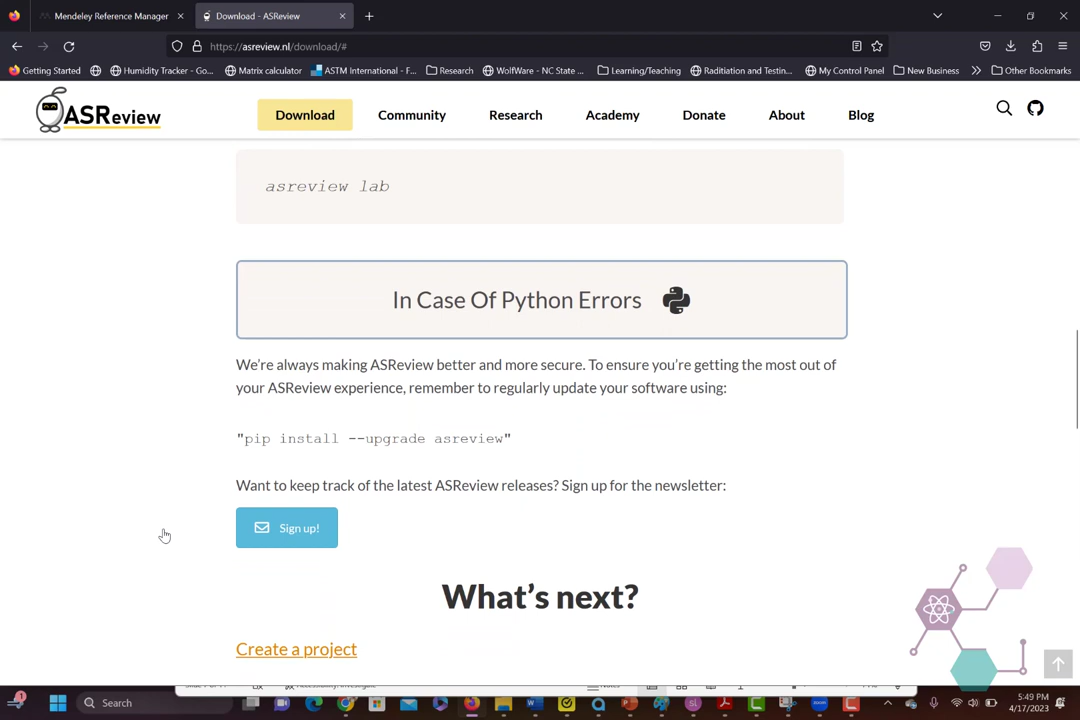 Mendeley Reference Manager
Download - ASReview
https://asreview.nl/download/#
Getting Started
Humidity Tracker - Go...
Matrix calculator
ASTM International - F...
Research
WolfWare - NC State ...
Learning/Teaching
Raditiation and Testin...
My Control Panel
New Business
Other Bookmarks
ASReview
Download
Community
Research
Academy
Donate
About
Blog
asreview lab
In Case Of Python Errors
We're always making ASReview better and more secure. To ensure you're getting the most out of
your ASReview experience, remember to regularly update your software using:
"pip install --upgrade asreview"
Want to keep track of the latest ASReview releases? Sign up for the newsletter:
Sign up!
What's next?
Create a project
1
Search
5:49 PM
4/17/2023